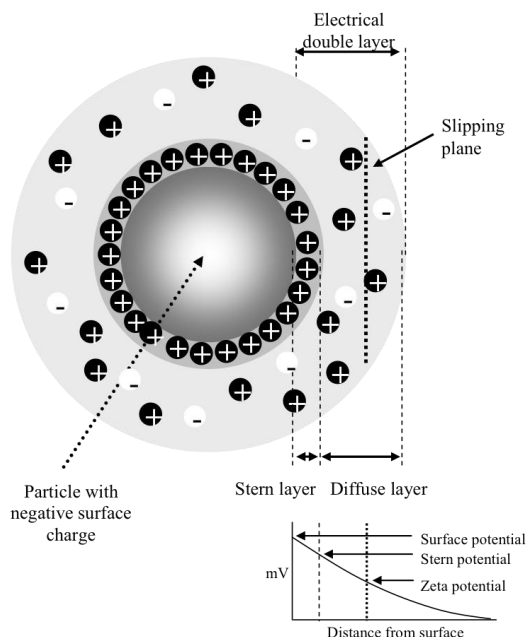 Electrical
double layer
Slipping
plane
Particle with
negative surface
charge
Stern layer
Diffuse layer
mV
Surface potential
Stern potential
Zeta potential
Distance from surface